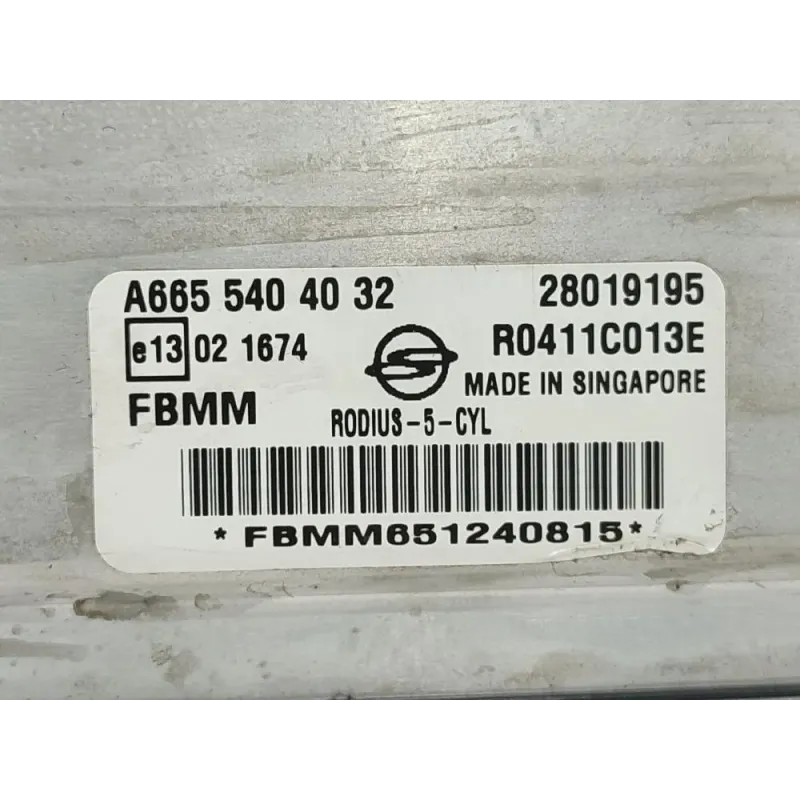 A665 540 40 32 28019195
e13 02 1674 R0411C013E
MADE IN SINGAPORE
FBMM RODIUS-5-CYL
*FBMM651240815*